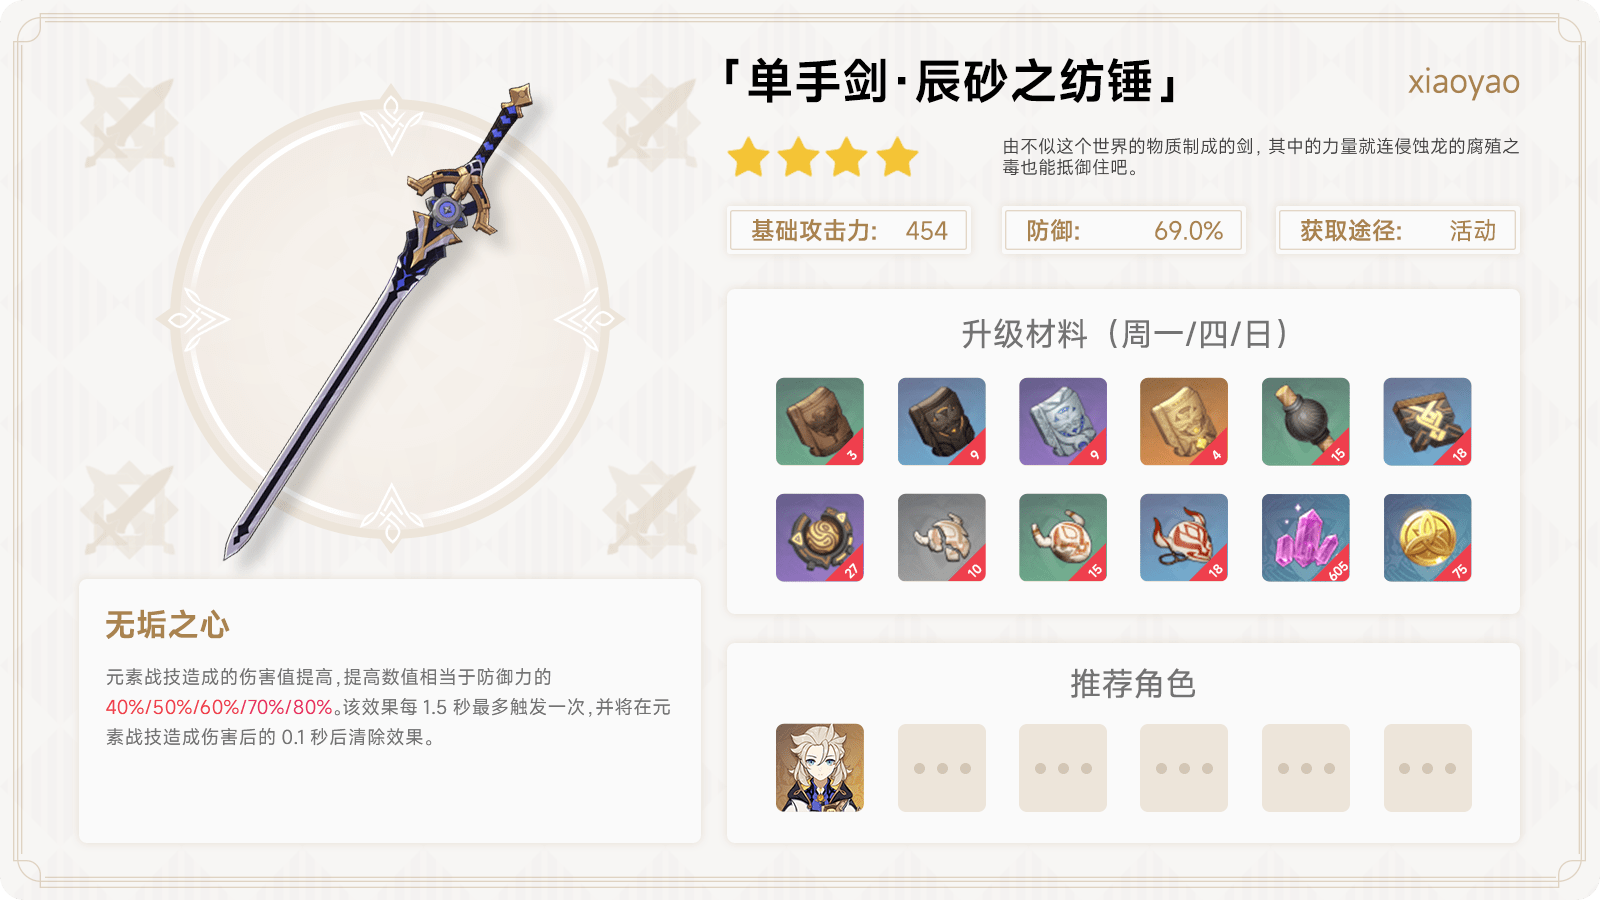 「单手剑·辰砂之纺锤」
xiaoyao
由不似这个世界的物质制成的剑，其中的力量就连侵蚀龙的腐殖之
毒也能抵御住吧。
基础攻击力： 454
防御： 69.0%
获取途径： 活动
升级材料（周一/四/日）
3
9
9
4
15
18
27
10
15
18
605
75
无垢之心
元素战技造成的伤害值提高，提高数值相当于防御力的
40%/50%/60%/70%/80%。该效果每 1.5 秒最多触发一次，并将在元
素战技造成伤害后的 0.1 秒后清除效果。
推荐角色